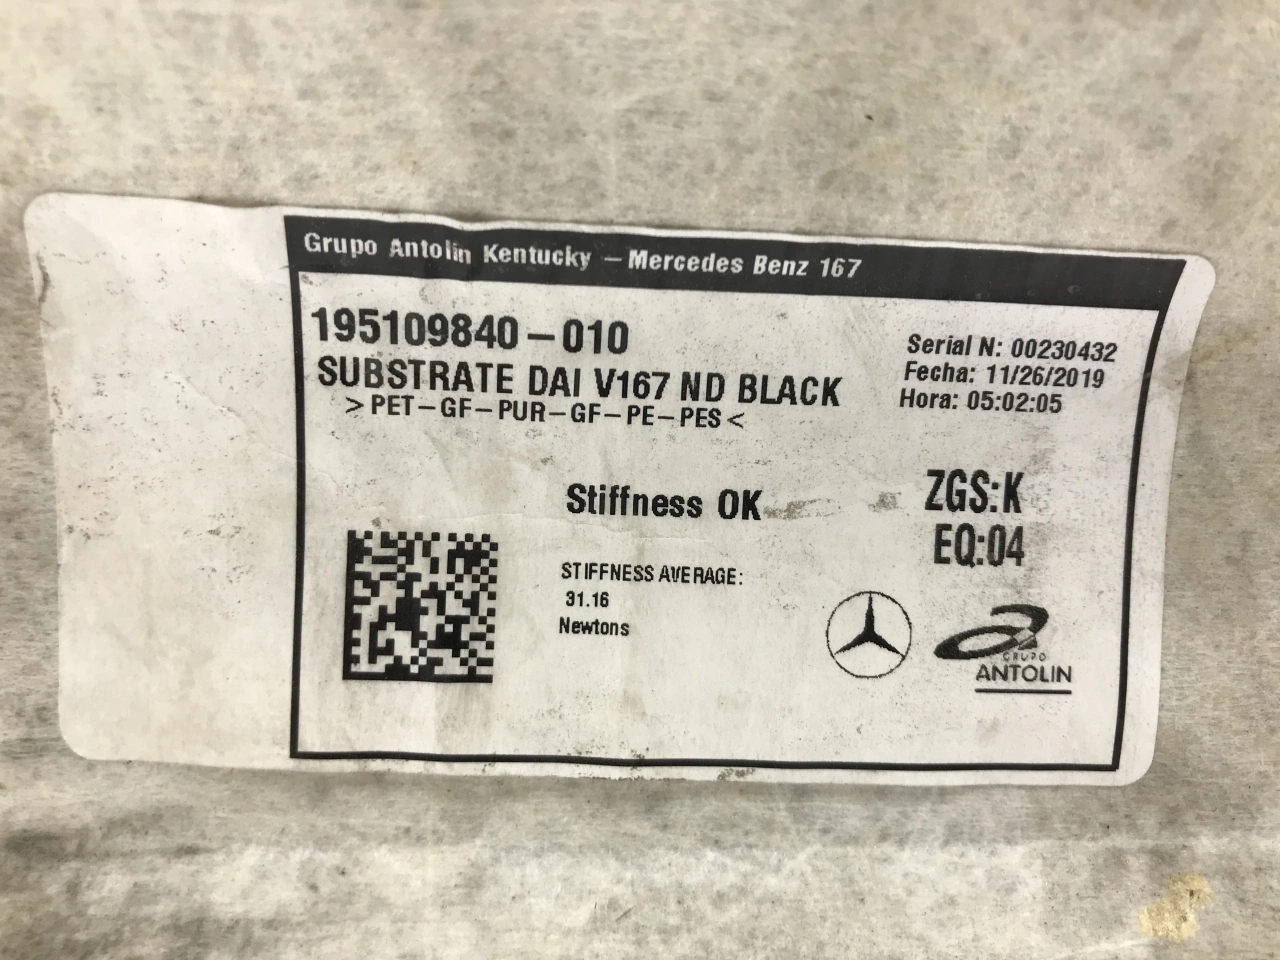 Grupo Antolin Kentucky – Mercedes Benz 167
195109840–010
SUBSTRATE DAI V167 ND BLACK
>PET–GF–PUR–GF–PE–PES<
Serial N: 00230432
Fecha: 11/26/2019
Hora: 05:02:05
Stiffness OK
ZGS:K
EQ:04
STIFFNESS AVERAGE:
31.16
Newtons
GRUPO
ANTOLIN